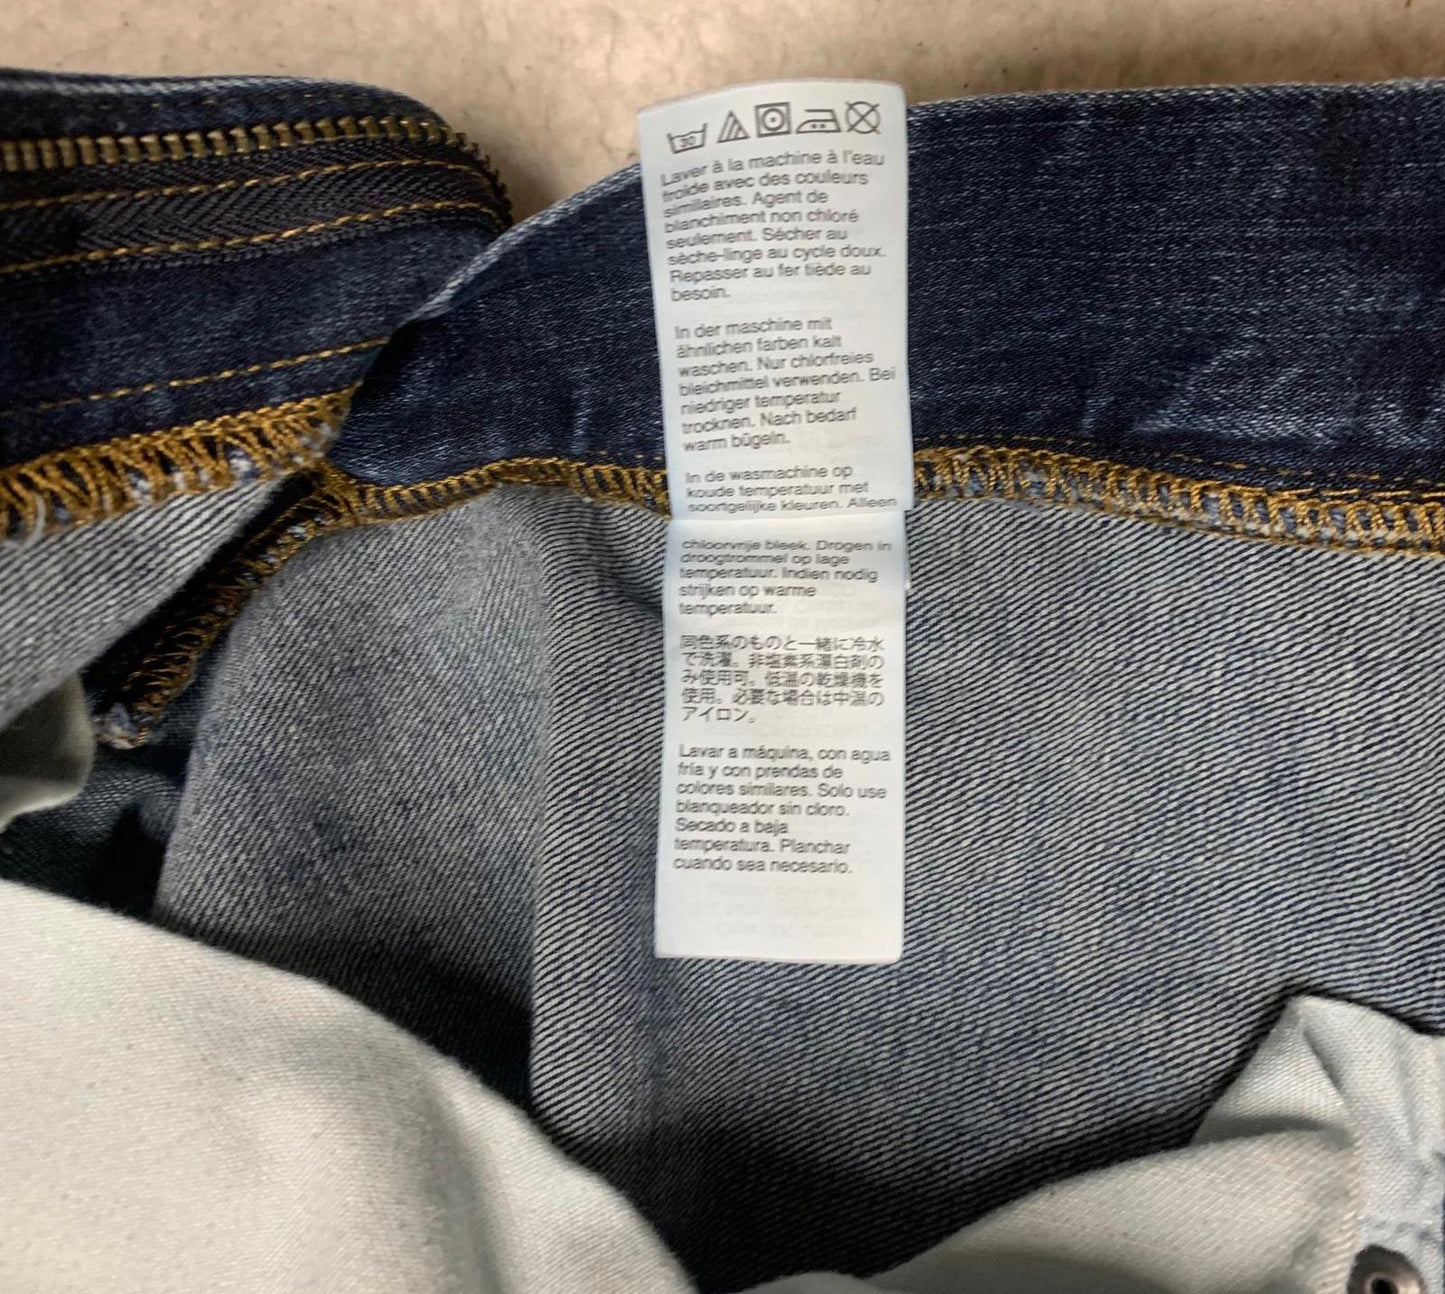 30
Laver à la machine à l'eau
froide avec des couleurs
similaires. Agent de
blanchiment non chloré
seulement. Sécher au
sèche-linge au cycle doux.
Repasser au fer tiède au
besoin.
In der maschine mit
ähnlichen farben kalt
waschen. Nur chlorfreies
bleichmittel verwenden. Bei
niedriger temperatur
trocknen. Nach bedarf
warm bügeln.
In de wasmachine op
koude temperatuur met
soortgelijke kleuren. Alleen
chloorvrije bleek. Drogen in
droogtrommel op lage
temperatuur. Indien nodig
strijken op warme
temperatuur.
同色系のものと一緒に冷水
で洗濯。非塩素系漂白剤の
み使用可。低温の乾燥機を
使用。必要な場合は中温の
アイロン。
Lavar a máquina, con agua
fría y con prendas de
colores similares. Solo use
blanqueador sin cloro.
Secado a baja
temperatura. Planchar
cuando sea necesario.